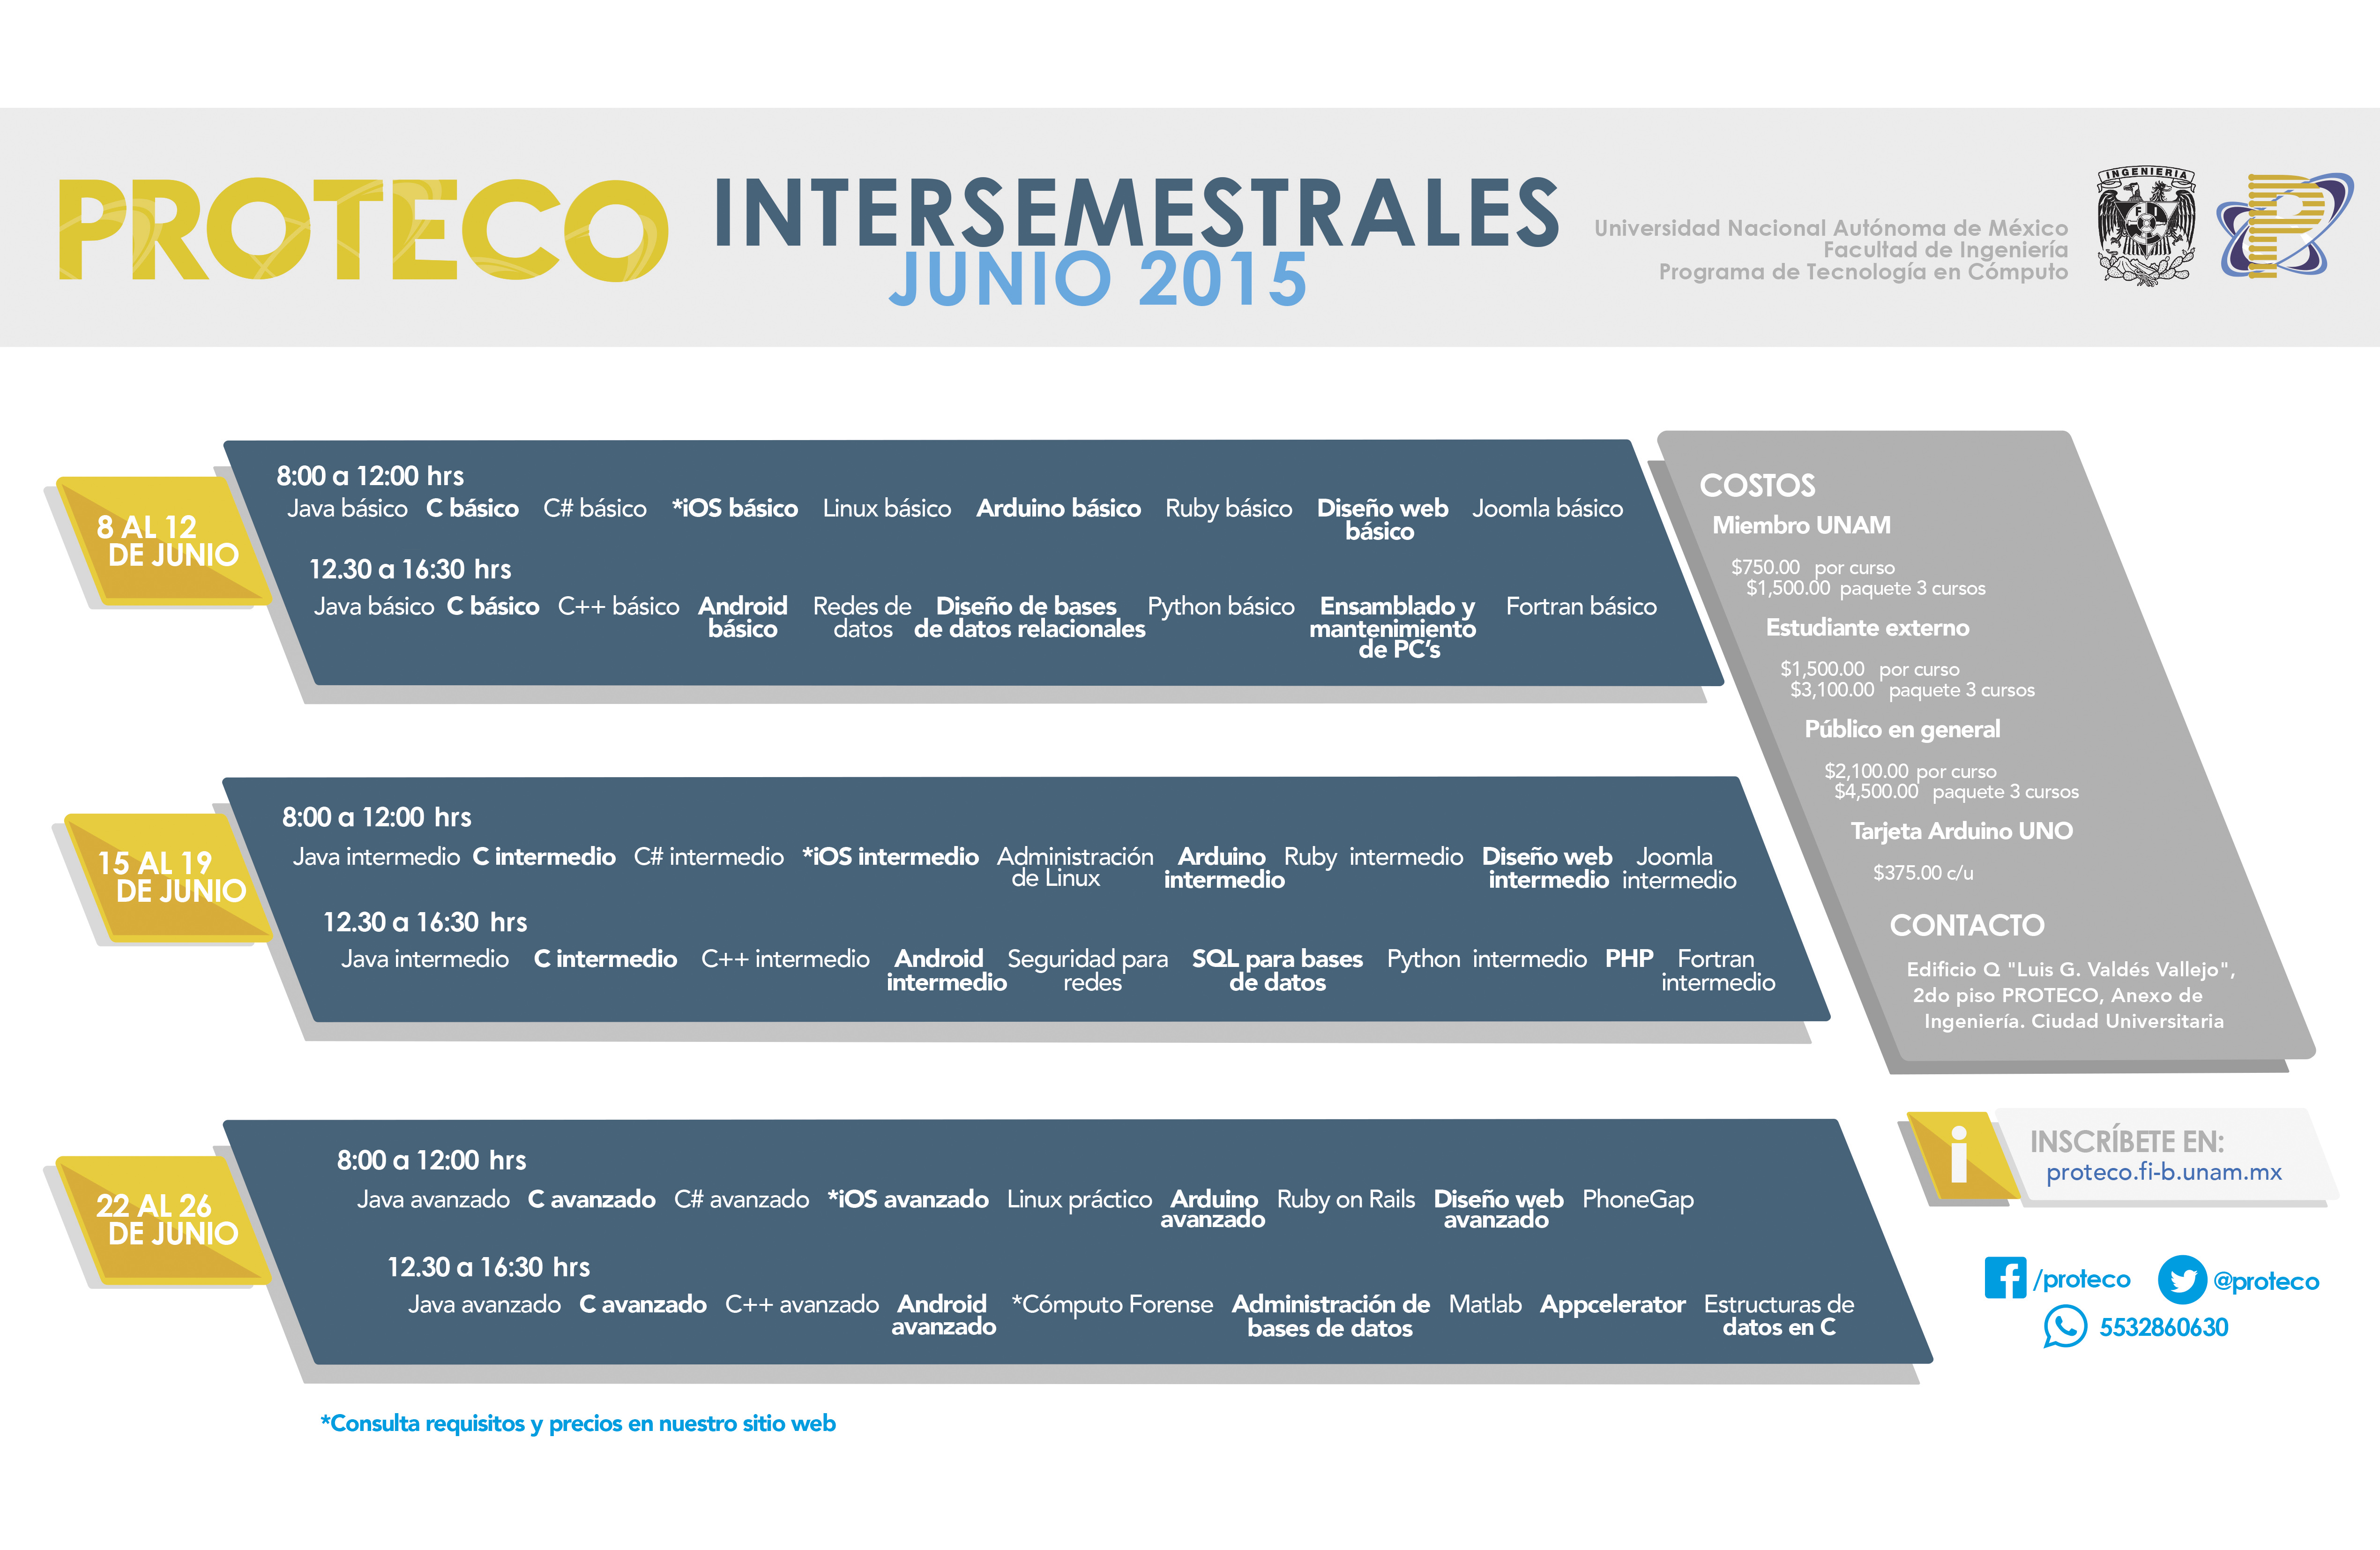 PROTECO
INTERSEMESTRALES
JUNIO 2015
Universidad Nacional Autónoma de México
Facultad de Ingeniería
Programa de Tecnología en Cómputo
INGENIERIA
FI
P
8 AL 12
DE JUNIO
8:00 a 12:00 hrs
Java básico C básico C# básico *iOS básico Linux básico Arduino básico Ruby básico Diseño web Joomla básico
básico
12.30 a 16:30 hrs
Java básico C básico C++ básico Android Redes de Diseño de bases Python básico Ensamblado y Fortran básico
básico datos de datos relacionales mantenimiento
de PC's
15 AL 19
DE JUNIO
8:00 a 12:00 hrs
Java intermedio C intermedio C# intermedio *iOS intermedio Administración Arduino Ruby intermedio Diseño web Joomla
de Linux intermedio intermedio intermedio
12.30 a 16:30 hrs
Java intermedio C intermedio C++ intermedio Android Seguridad para SQL para bases Python intermedio PHP Fortran
intermedio redes de datos intermedio
22 AL 26
DE JUNIO
8:00 a 12:00 hrs
Java avanzado C avanzado C# avanzado *iOS avanzado Linux práctico Arduino Ruby on Rails Diseño web PhoneGap
avanzado avanzado
12.30 a 16:30 hrs
Java avanzado C avanzado C++ avanzado Android *Cómputo Forense Administración de Matlab Appcelerator Estructuras de
avanzado bases de datos datos en C
*Consulta requisitos y precios en nuestro sitio web
COSTOS
Miembro UNAM
$750.00 por curso
$1,500.00 paquete 3 cursos
Estudiante externo
$1,500.00 por curso
$3,100.00 paquete 3 cursos
Público en general
$2,100.00 por curso
$4,500.00 paquete 3 cursos
Tarjeta Arduino UNO
$375.00 c/u
CONTACTO
Edificio Q "Luis G. Valdés Vallejo",
2do piso PROTECO, Anexo de
Ingeniería. Ciudad Universitaria
i
INSCRÍBETE EN:
proteco.fi-b.unam.mx
/proteco @proteco
5532860630